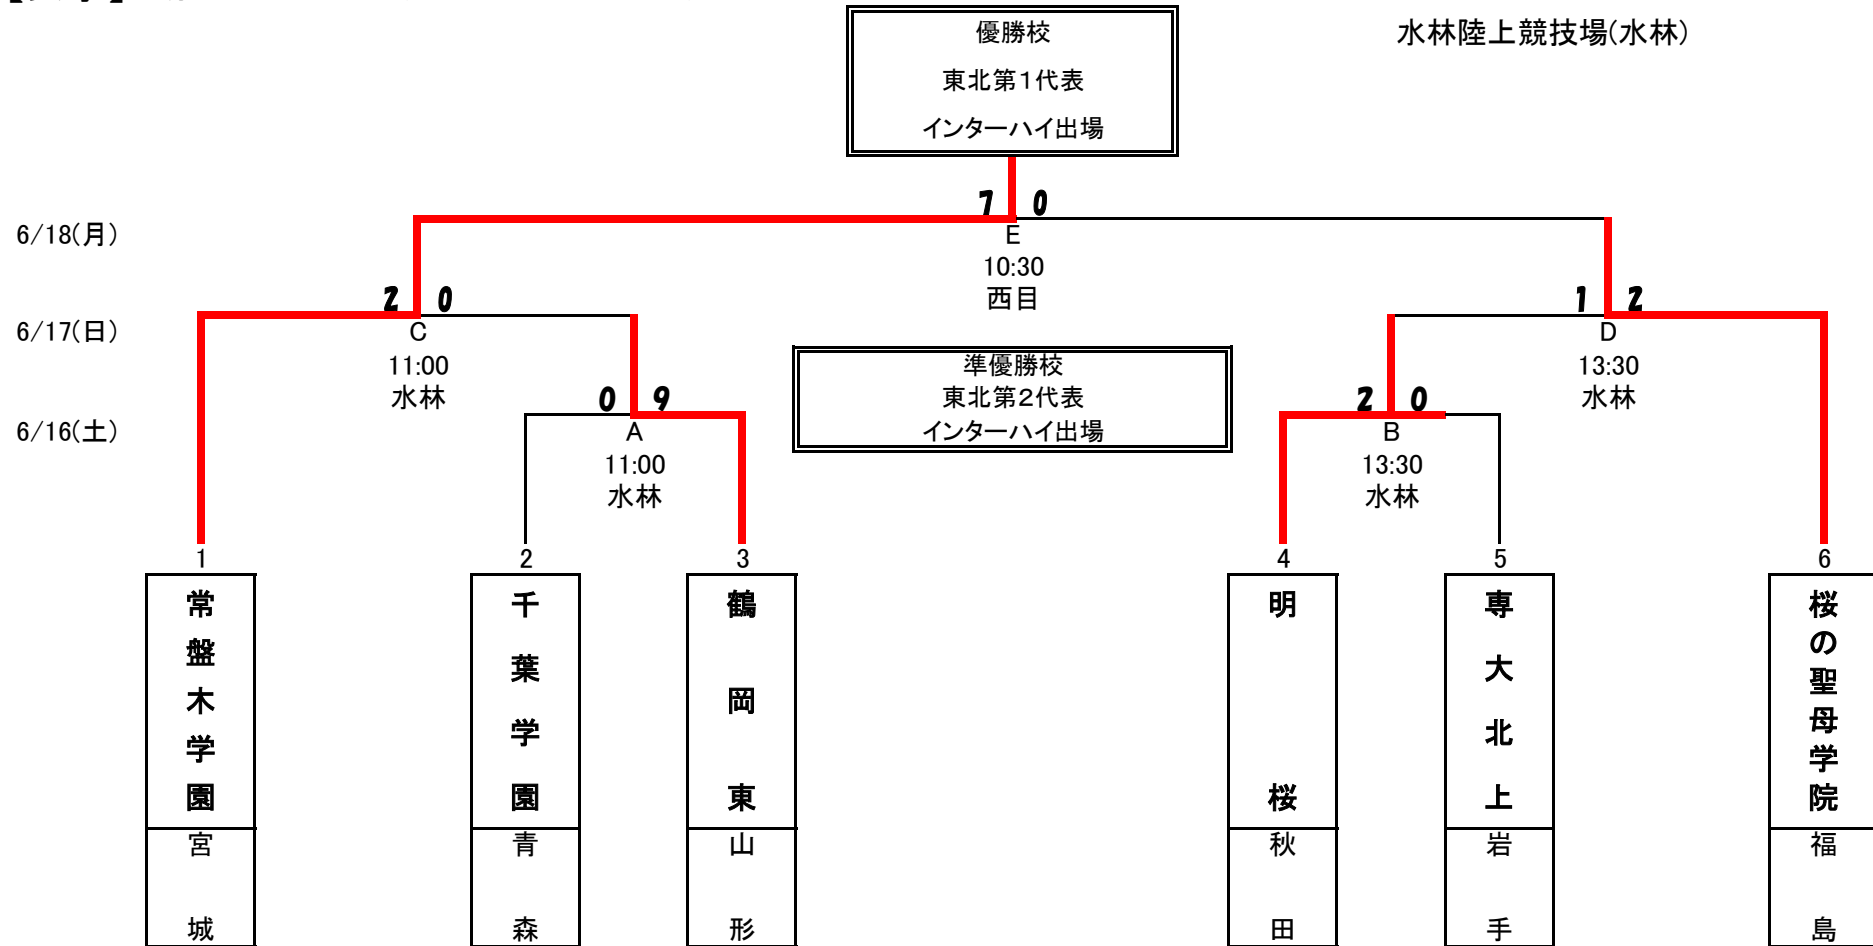 優勝校
東北第1代表
インターハイ出場
水林陸上競技場(水林)
7 0
6/18(月)
E
10:30
西目
2 0
1 2
6/17(日)
C
11:00
水林
D
13:30
水林
準優勝校
東北第2代表
インターハイ出場
0 9
2 0
6/16(土)
A
11:00
水林
B
13:30
水林
1
常盤木学園
宮城
2
千葉学園
青森
3
鶴岡東
山形
4
明桜
秋田
5
専大北上
岩手
6
桜の聖母学院
福島